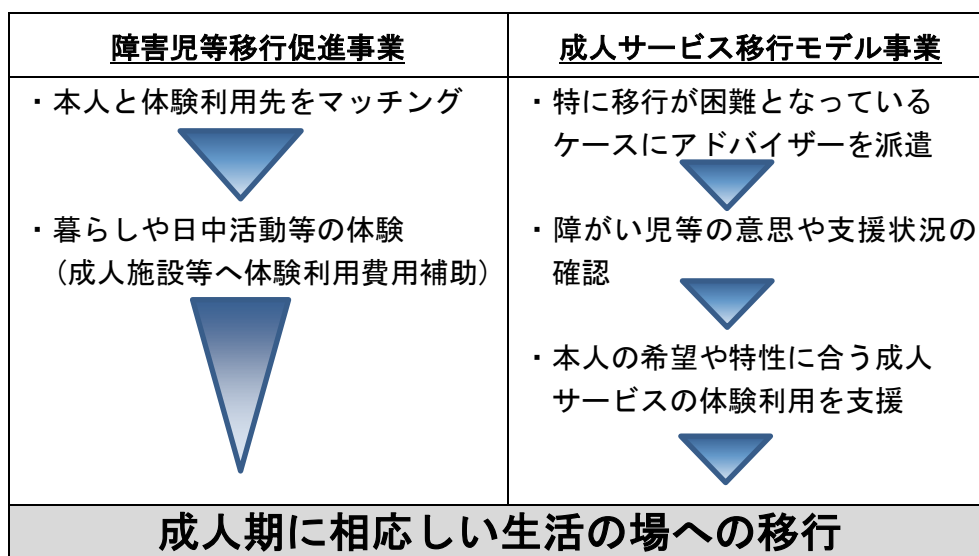 障害児等移行促進事業
・本人と体験利用先をマッチング
・暮らしや日中活動等の体験
（成人施設等へ体験利用費用補助）
成人サービス移行モデル事業
・特に移行が困難となっている
ケースにアドバイザーを派遣
・障がい児等の意思や支援状況の
確認
・本人の希望や特性に合う成人
サービスの体験利用を支援
成人期に相応しい生活の場への移行